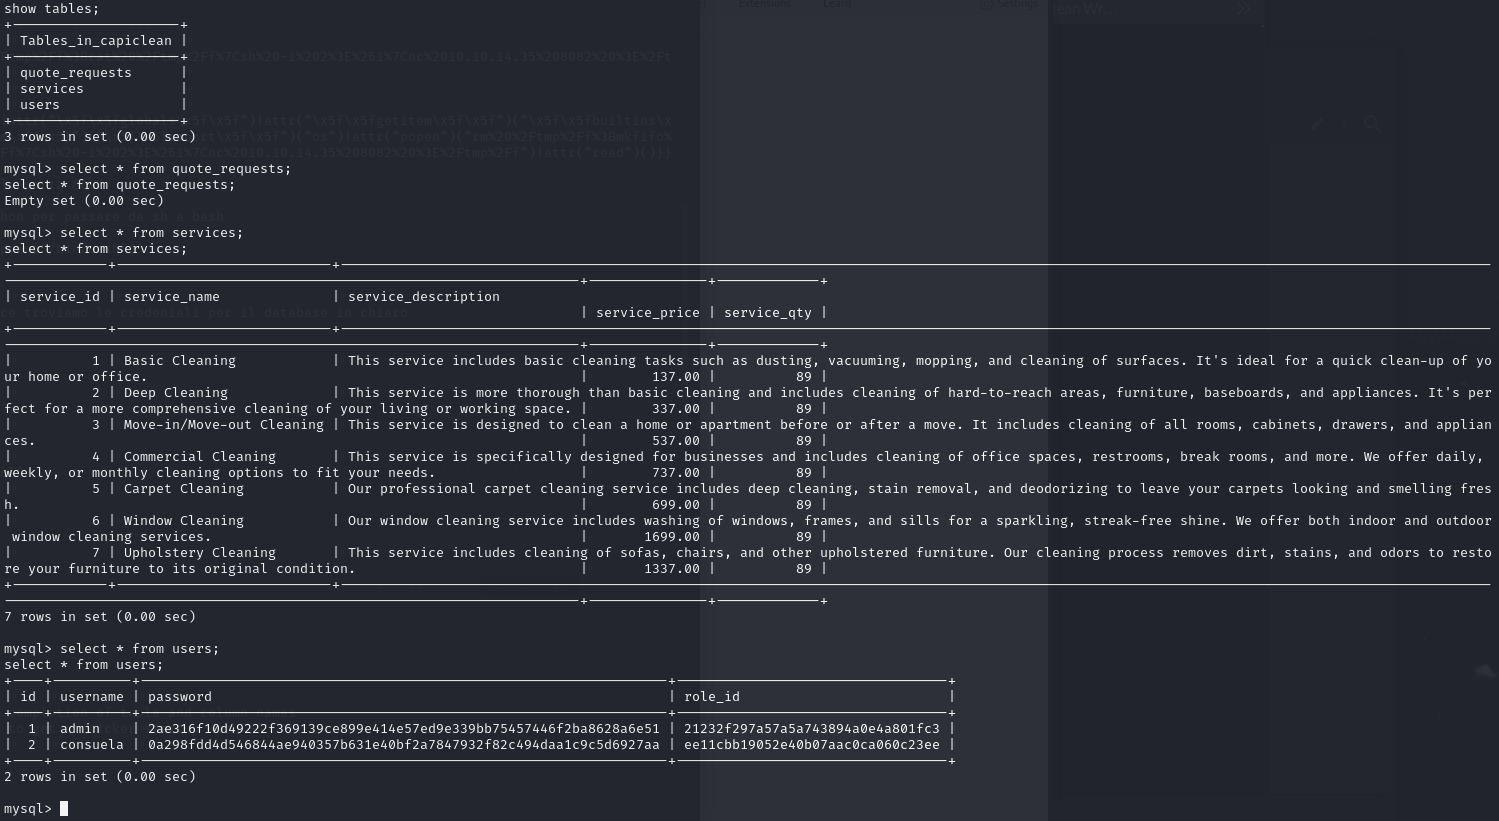 show tables;
+---------------------+
| Tables_in_capiclean |
+---------------------+
| quote_requests      |
| services            |
| users               |
+---------------------+
3 rows in set (0.00 sec)
mysql> select * from quote_requests;
select * from quote_requests;
Empty set (0.00 sec)
mysql> select * from services;
select * from services;
| service_id | service_name              | service_description
| service_price | service_qty |
|          1 | Basic Cleaning            | This service includes basic cleaning tasks such as dusting, vacuuming, mopping, and cleaning of surfaces. It's ideal for a quick clean-up of yo
ur home or office. | 137.00 | 89 |
|          2 | Deep Cleaning             | This service is more thorough than basic cleaning and includes cleaning of hard-to-reach areas, furniture, baseboards, and appliances. It's per
fect for a more comprehensive cleaning of your living or working space. | 337.00 | 89 |
|          3 | Move-in/Move-out Cleaning | This service is designed to clean a home or apartment before or after a move. It includes cleaning of all rooms, cabinets, drawers, and applian
ces. | 537.00 | 89 |
|          4 | Commercial Cleaning       | This service is specifically designed for businesses and includes cleaning of office spaces, restrooms, break rooms, and more. We offer daily,
weekly, or monthly cleaning options to fit your needs. | 737.00 | 89 |
|          5 | Carpet Cleaning           | Our professional carpet cleaning service includes deep cleaning, stain removal, and deodorizing to leave your carpets looking and smelling fres
h. | 699.00 | 89 |
|          6 | Window Cleaning           | Our window cleaning service includes washing of windows, frames, and sills for a sparkling, streak-free shine. We offer both indoor and outdoor
 window cleaning services. | 1699.00 | 89 |
|          7 | Upholstery Cleaning       | This service includes cleaning of sofas, chairs, and other upholstered furniture. Our cleaning process removes dirt, stains, and odors to resto
re your furniture to its original condition. | 1337.00 | 89 |
7 rows in set (0.00 sec)
mysql> select * from users;
select * from users;
| id | username | password | role_id |
| 1 | admin | 2ae316f10d49222f369139ce899e414e57ed9e339bb75457446f2ba8628a6e51 | 21232f297a57a5a743894a0e4a801fc3 |
| 2 | consuela | 0a298fdd4d546844ae940357b631e40bf2a7847932f82c494daa1c9c5d6927aa | ee11cbb19052e40b07aac0ca060c23ee |
2 rows in set (0.00 sec)
mysql>